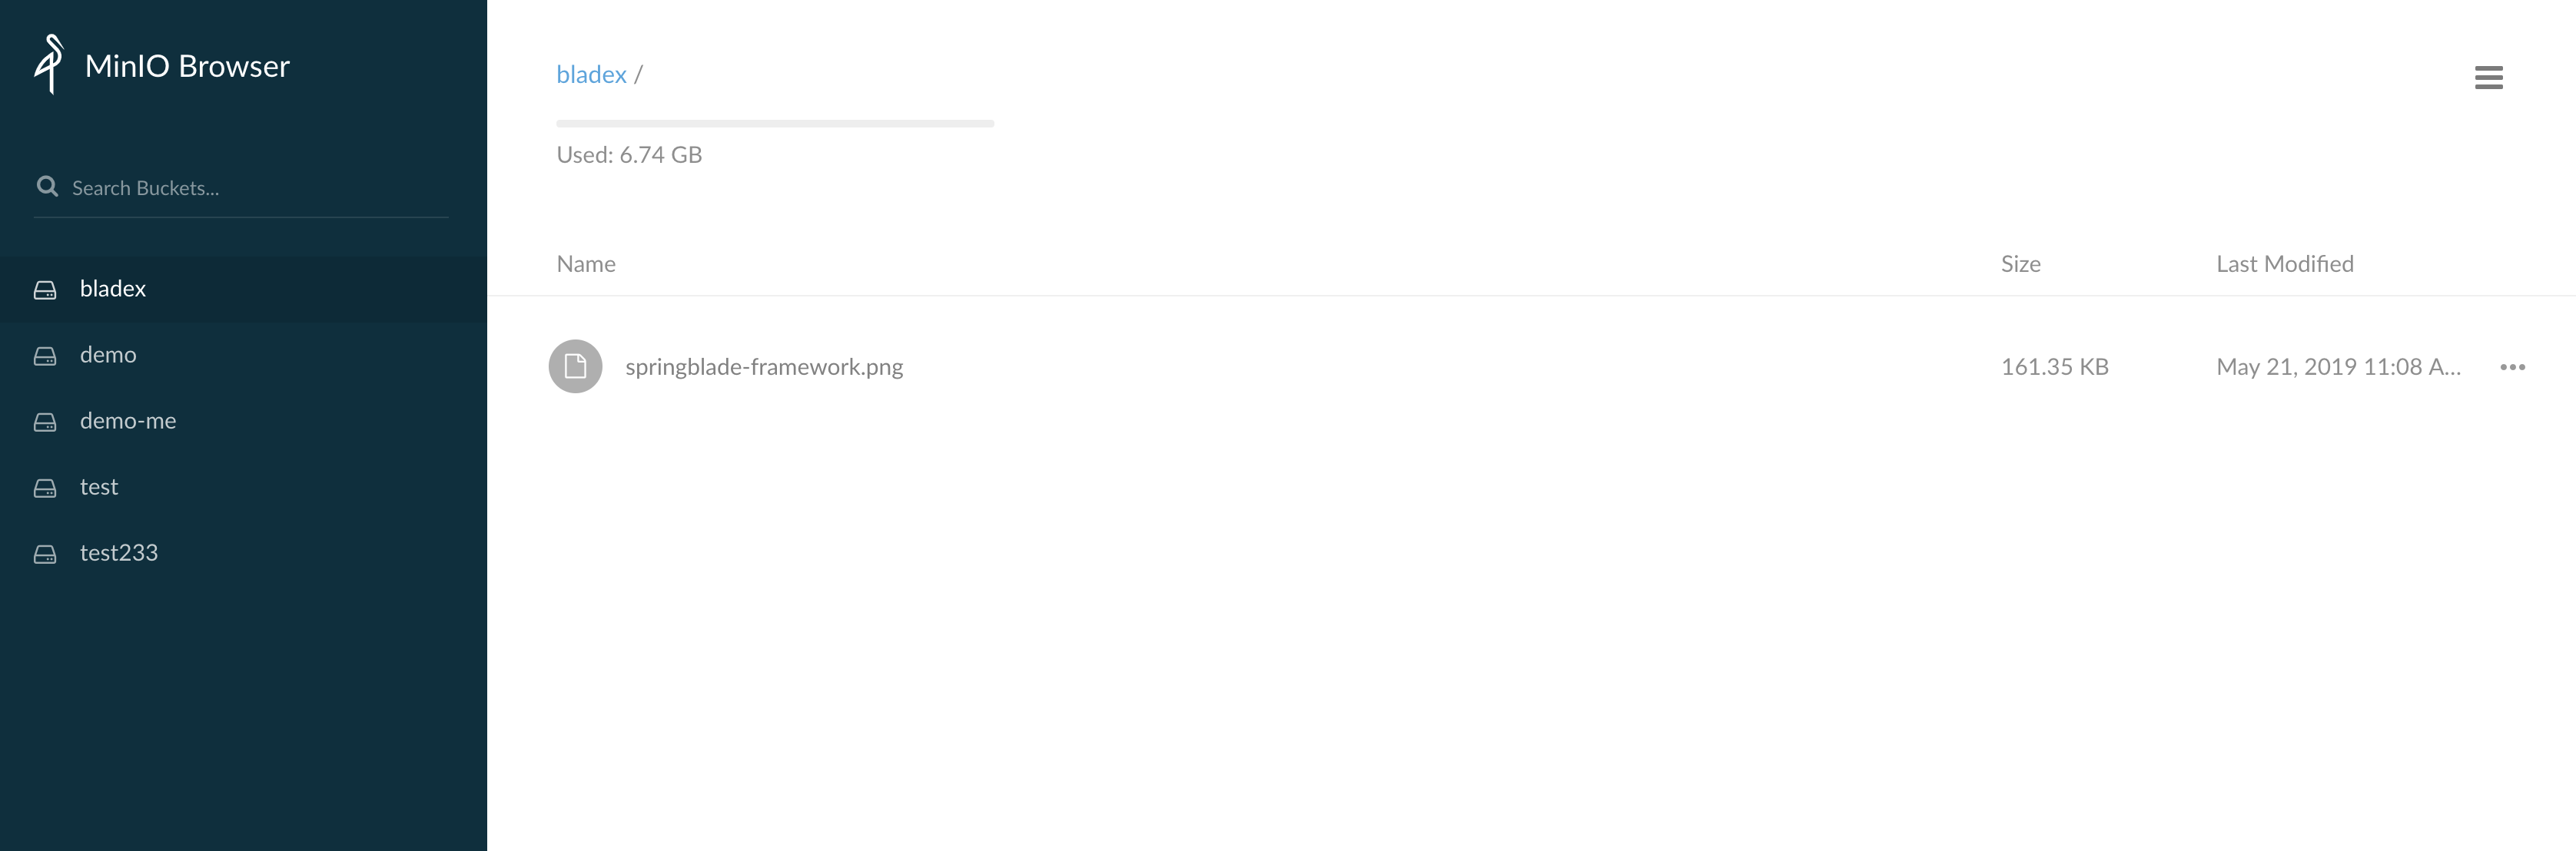 MinIO Browser
Search Buckets...
bladex
demo
demo-me
test
test233
bladex /
Used: 6.74 GB
Name Size Last Modified
springblade-framework.png 161.35 KB May 21, 2019 11:08 A...